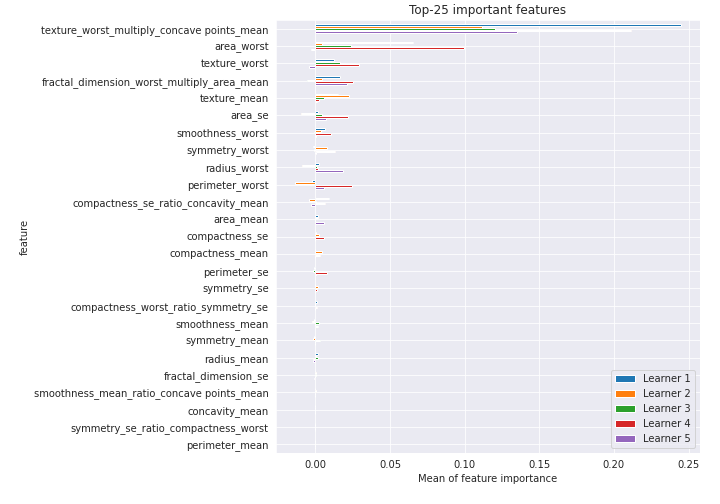 Top-25 important features
texture_worst_multiply_concave points_mean
area_worst
texture_worst
fractal_dimension_worst_multiply_area_mean
texture_mean
area_se
smoothness_worst
symmetry_worst
radius_worst
perimeter_worst
compactness_se_ratio_concavity_mean
area_mean
compactness_se
compactness_mean
perimeter_se
symmetry_se
compactness_worst_ratio_symmetry_se
smoothness_mean
symmetry_mean
radius_mean
fractal_dimension_se
smoothness_mean_ratio_concave points_mean
concavity_mean
symmetry_se_ratio_compactness_worst
perimeter_mean
feature
Learner 1
Learner 2
Learner 3
Learner 4
Learner 5
0.00 0.05 0.10 0.15 0.20 0.25
Mean of feature importance